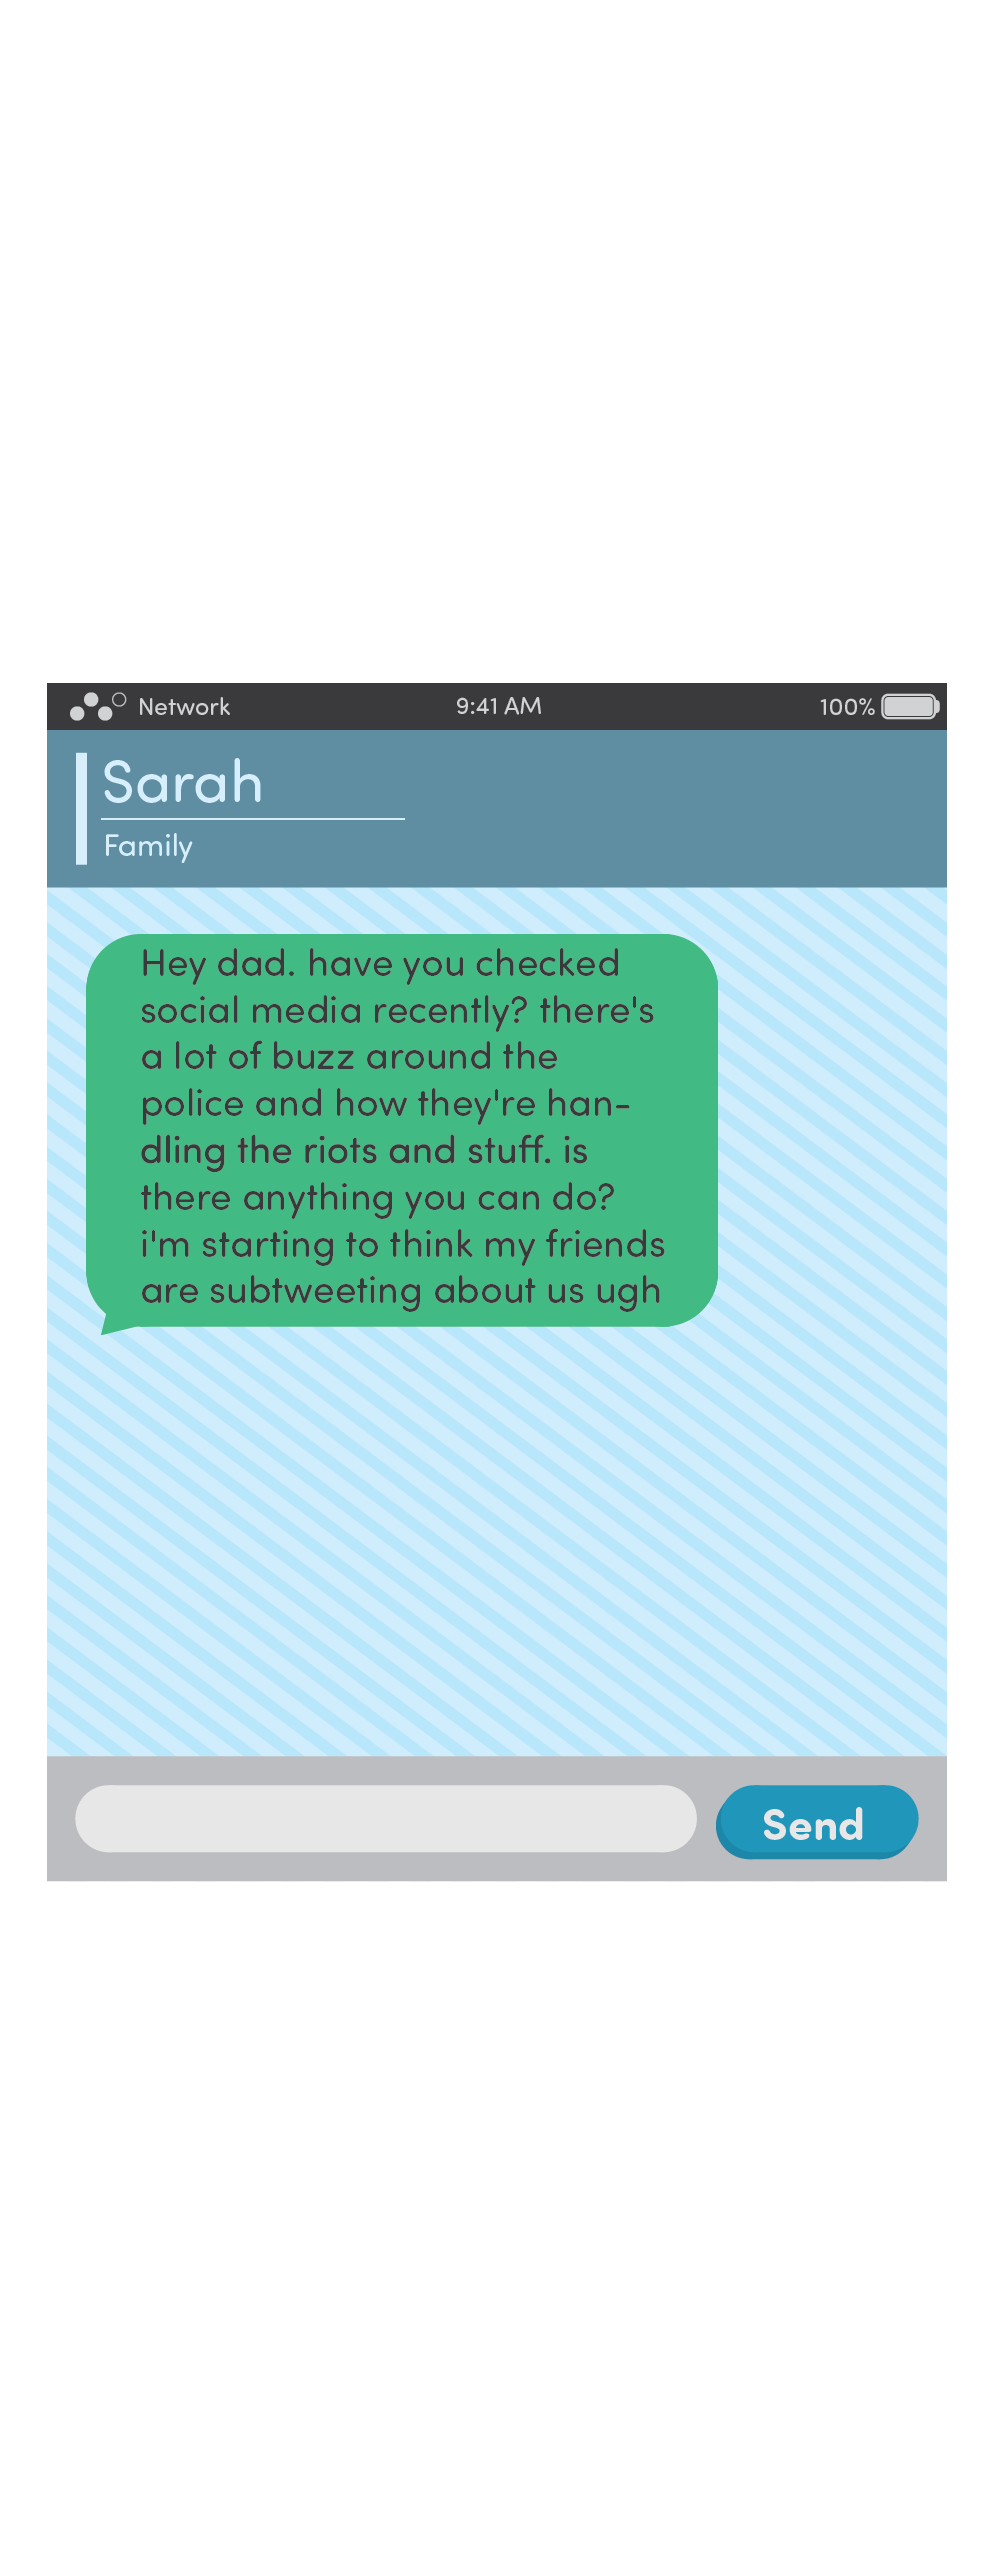 Network 9:41 AM 100%
Sarah
Family
Hey dad. have you checked
social media recently? there's
a lot of buzz around the
police and how they're han-
dling the riots and stuff. is
there anything you can do?
i'm starting to think my friends
are subtweeting about us ugh
Send